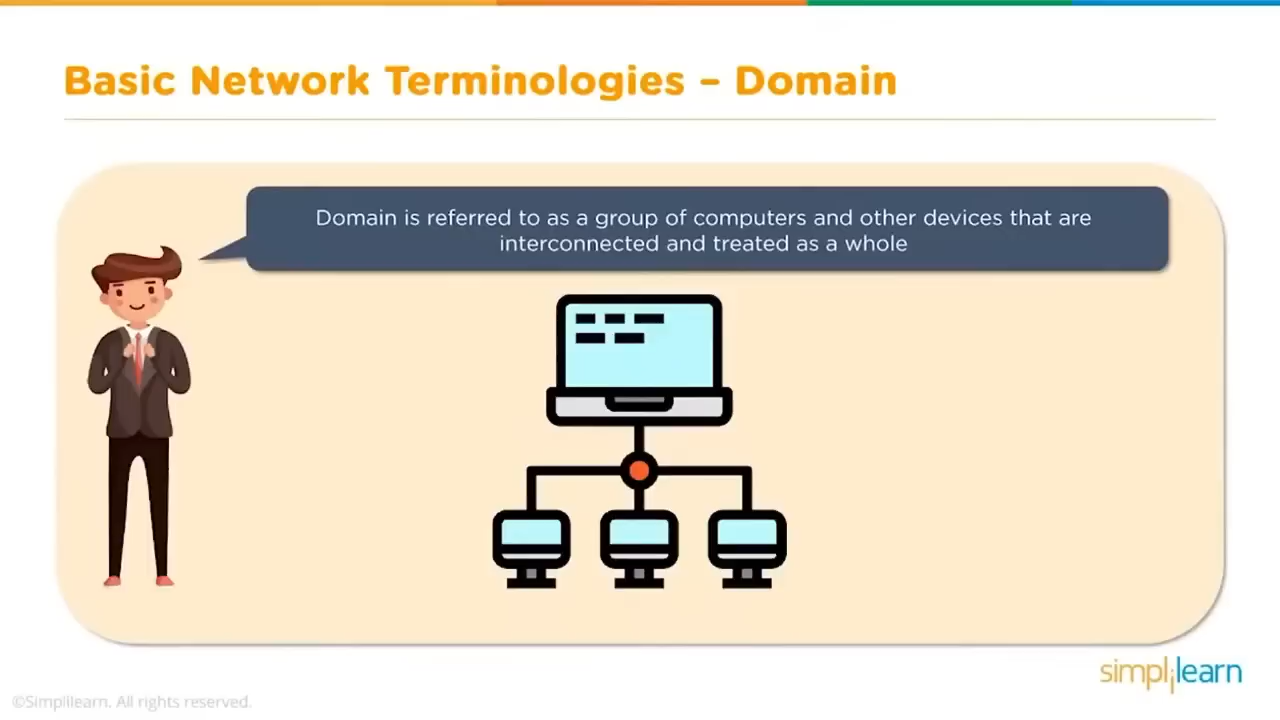 Basic Network Terminologies – Domain
Domain is referred to as a group of computers and other devices that are
interconnected and treated as a whole
simplilearn
©Simplilearn. All rights reserved.